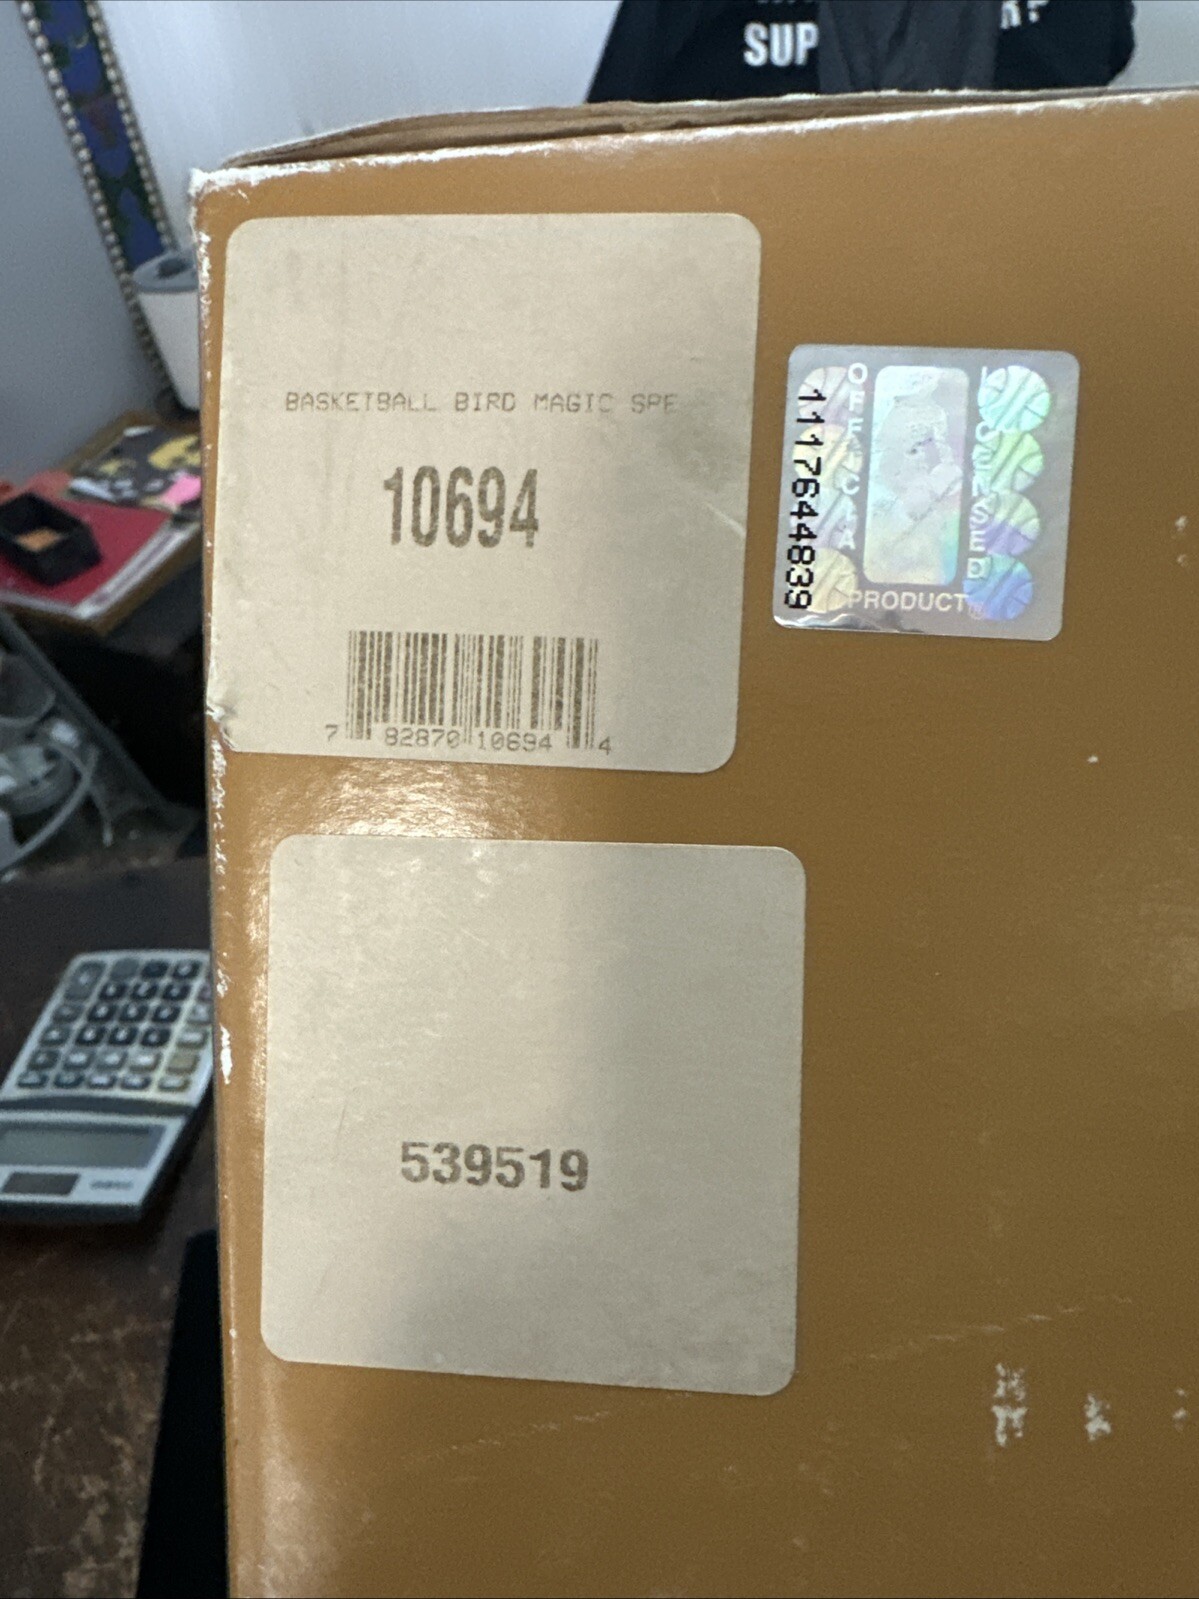 SUP
BASKETBALL BIRD MAGIC SPE
10694
7 82870 10694 4
1117644839
OFFICIAL
LICENSED
PRODUCT
539519